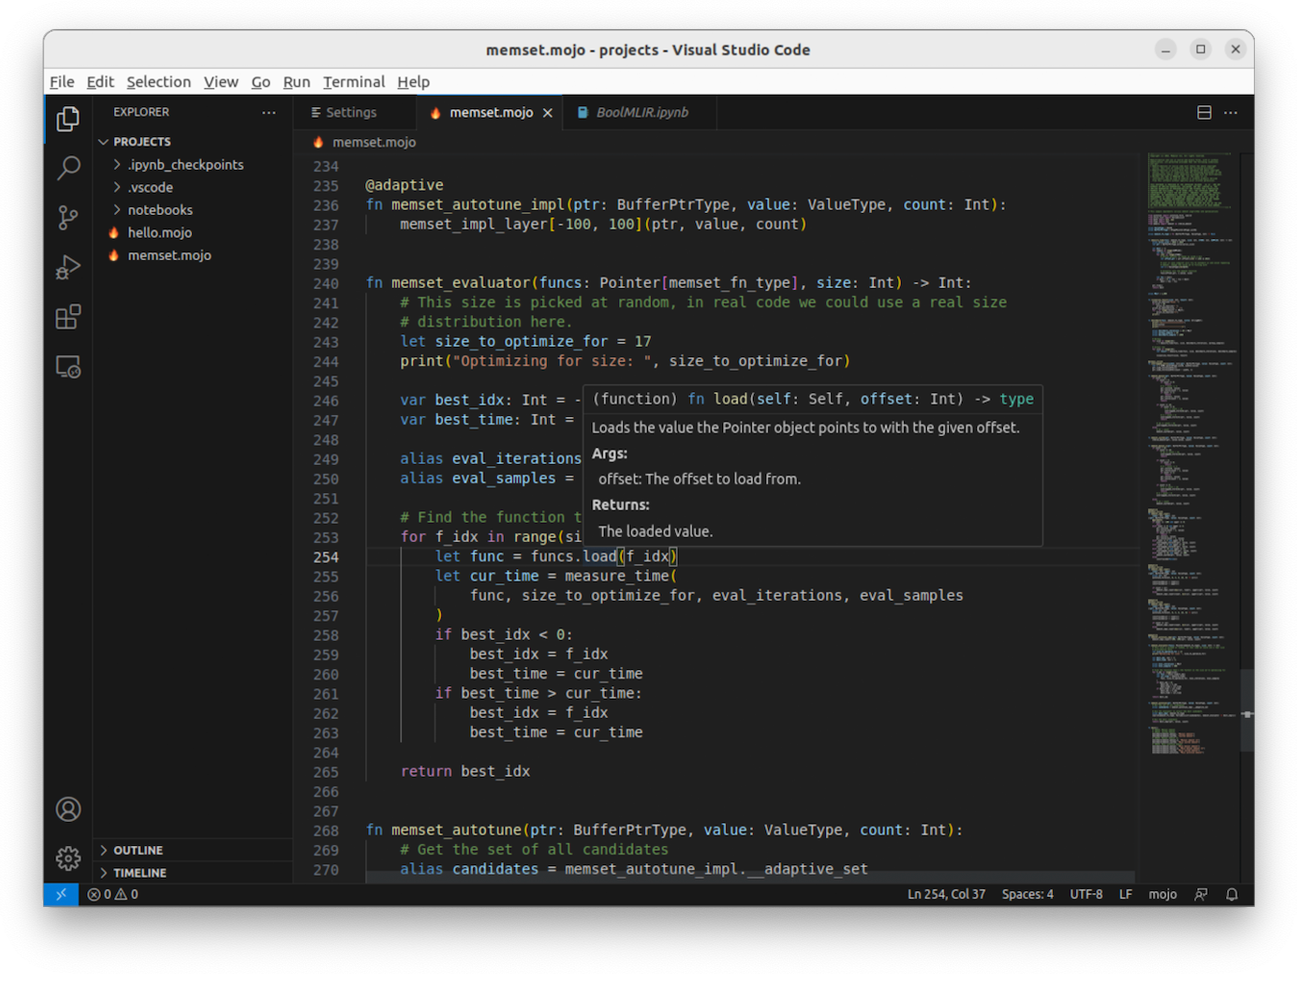 memset.mojo - projects - Visual Studio Code
File Edit Selection View Go Run Terminal Help
EXPLORER
PROJECTS
.ipynb_checkpoints
.vscode
notebooks
hello.mojo
memset.mojo
OUTLINE
TIMELINE
Settings memset.mojo BoolMLIR.ipynb
memset.mojo
234
235 @adaptive
236 fn memset_autotune_impl(ptr: BufferPtrType, value: ValueType, count: Int):
237 memset_impl_layer[-100, 100](ptr, value, count)
238
239
240 fn memset_evaluator(funcs: Pointer[memset_fn_type], size: Int) -> Int:
241 # This size is picked at random, in real code we could use a real size
242 # distribution here.
243 let size_to_optimize_for = 17
244 print("Optimizing for size: ", size_to_optimize_for)
245
246 var best_idx: Int = -
247 var best_time: Int =
248
249 alias eval_iterations
250 alias eval_samples =
251
252 # Find the function t
253 for f_idx in range(si
254 let func = funcs.load(f_idx)
255 let cur_time = measure_time(
256 func, size_to_optimize_for, eval_iterations, eval_samples
257 )
258 if best_idx < 0:
259 best_idx = f_idx
260 best_time = cur_time
261 if best_time > cur_time:
262 best_idx = f_idx
263 best_time = cur_time
264
265 return best_idx
266
267
268 fn memset_autotune(ptr: BufferPtrType, value: ValueType, count: Int):
269 # Get the set of all candidates
270 alias candidates = memset_autotune_impl.__adaptive_set
(function) fn load(self: Self, offset: Int) -> type
Loads the value the Pointer object points to with the given offset.
Args:
offset: The offset to load from.
Returns:
The loaded value.
0 0 Ln 254, Col 37 Spaces: 4 UTF-8 LF mojo